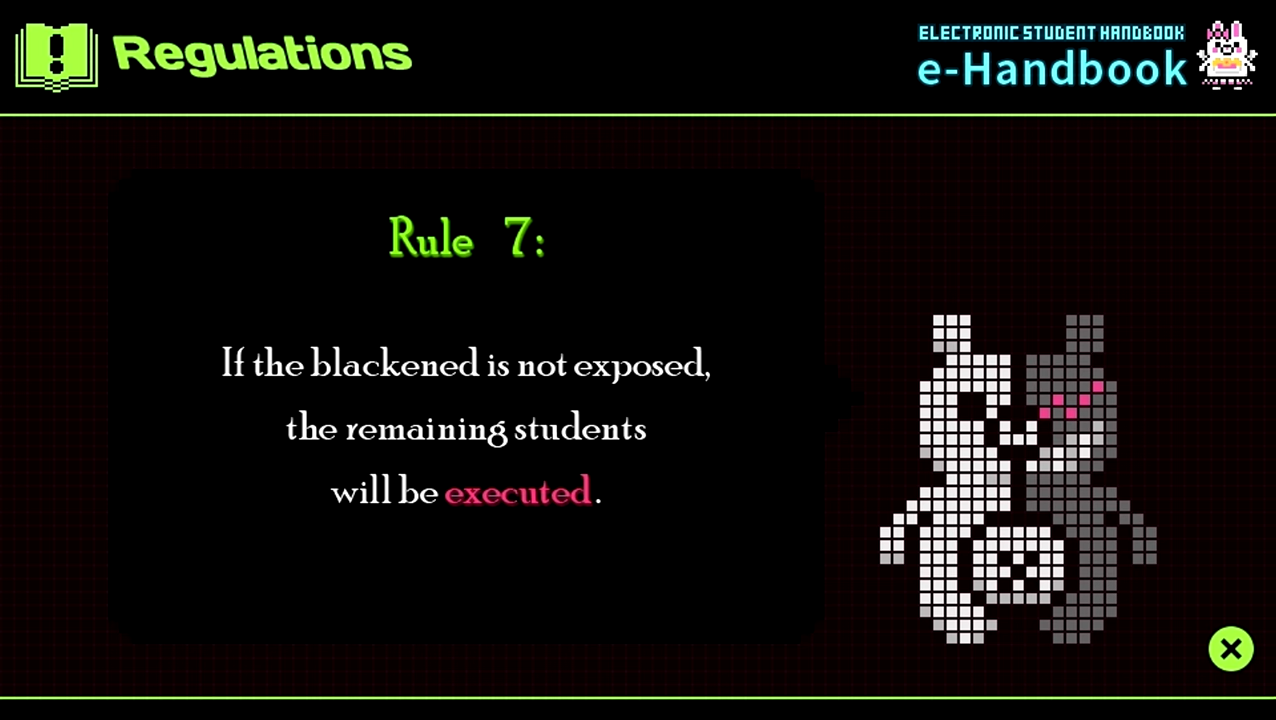 Regulations
ELECTRONIC STUDENT HANDBOOK
e-Handbook
Rule 7:
If the blackened is not exposed,
the remaining students
will be executed.